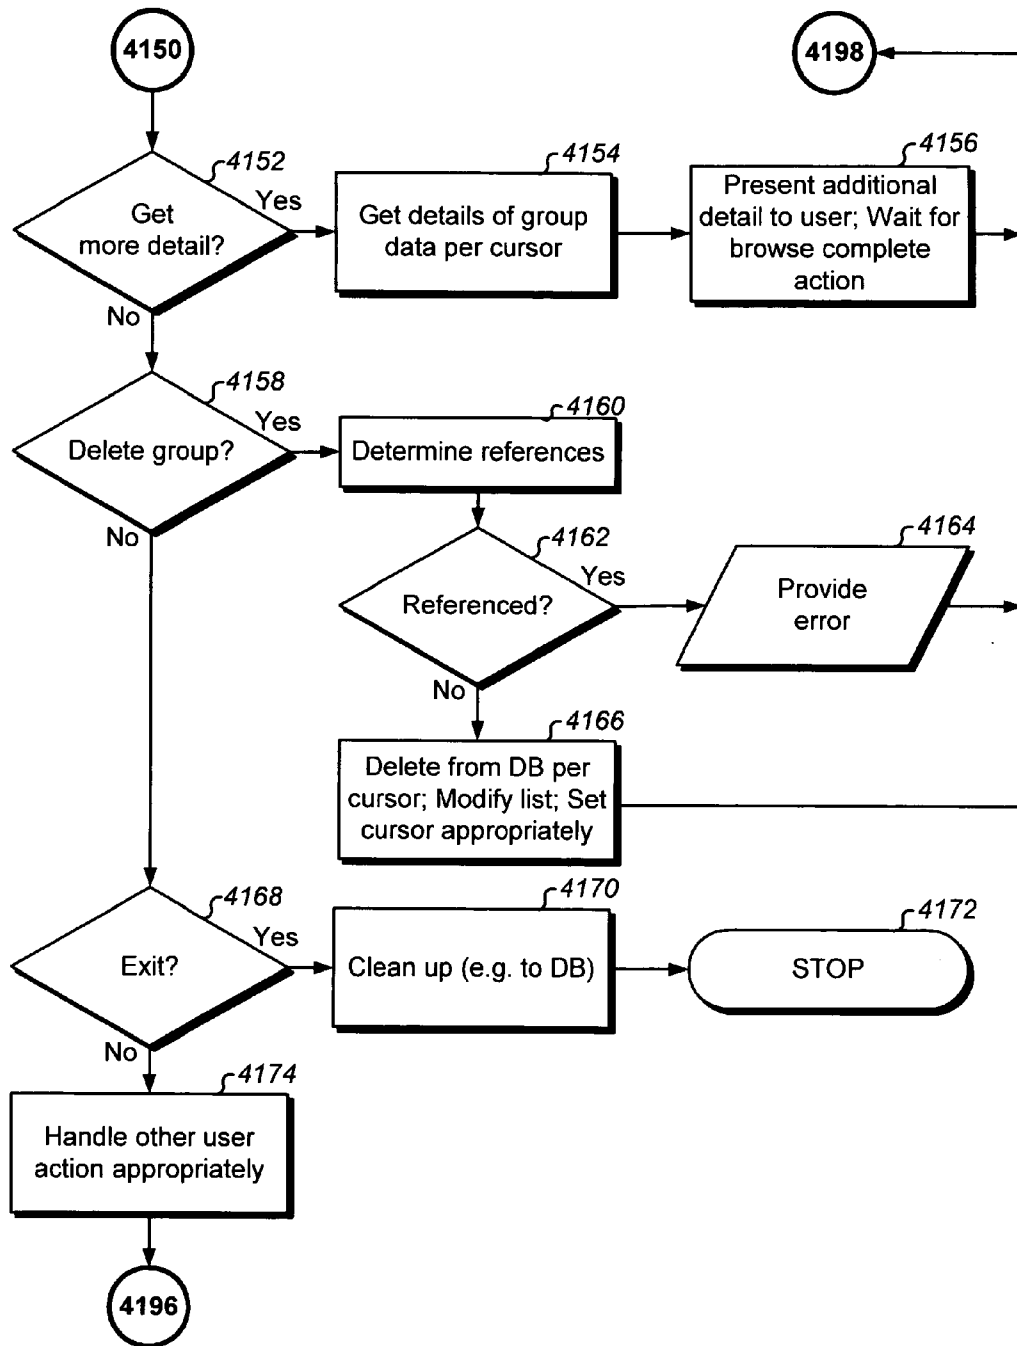 4150
4198
4152
Get
more detail?
Yes
No
4154
Get details of group
data per cursor
4156
Present additional
detail to user; Wait for
browse complete
action
4158
Delete group?
Yes
No
4160
Determine references
4162
Referenced?
Yes
No
4164
Provide
error
4166
Delete from DB per
cursor; Modify list; Set
cursor appropriately
4168
Exit?
Yes
No
4170
Clean up (e.g. to DB)
4172
STOP
4174
Handle other user
action appropriately
4196